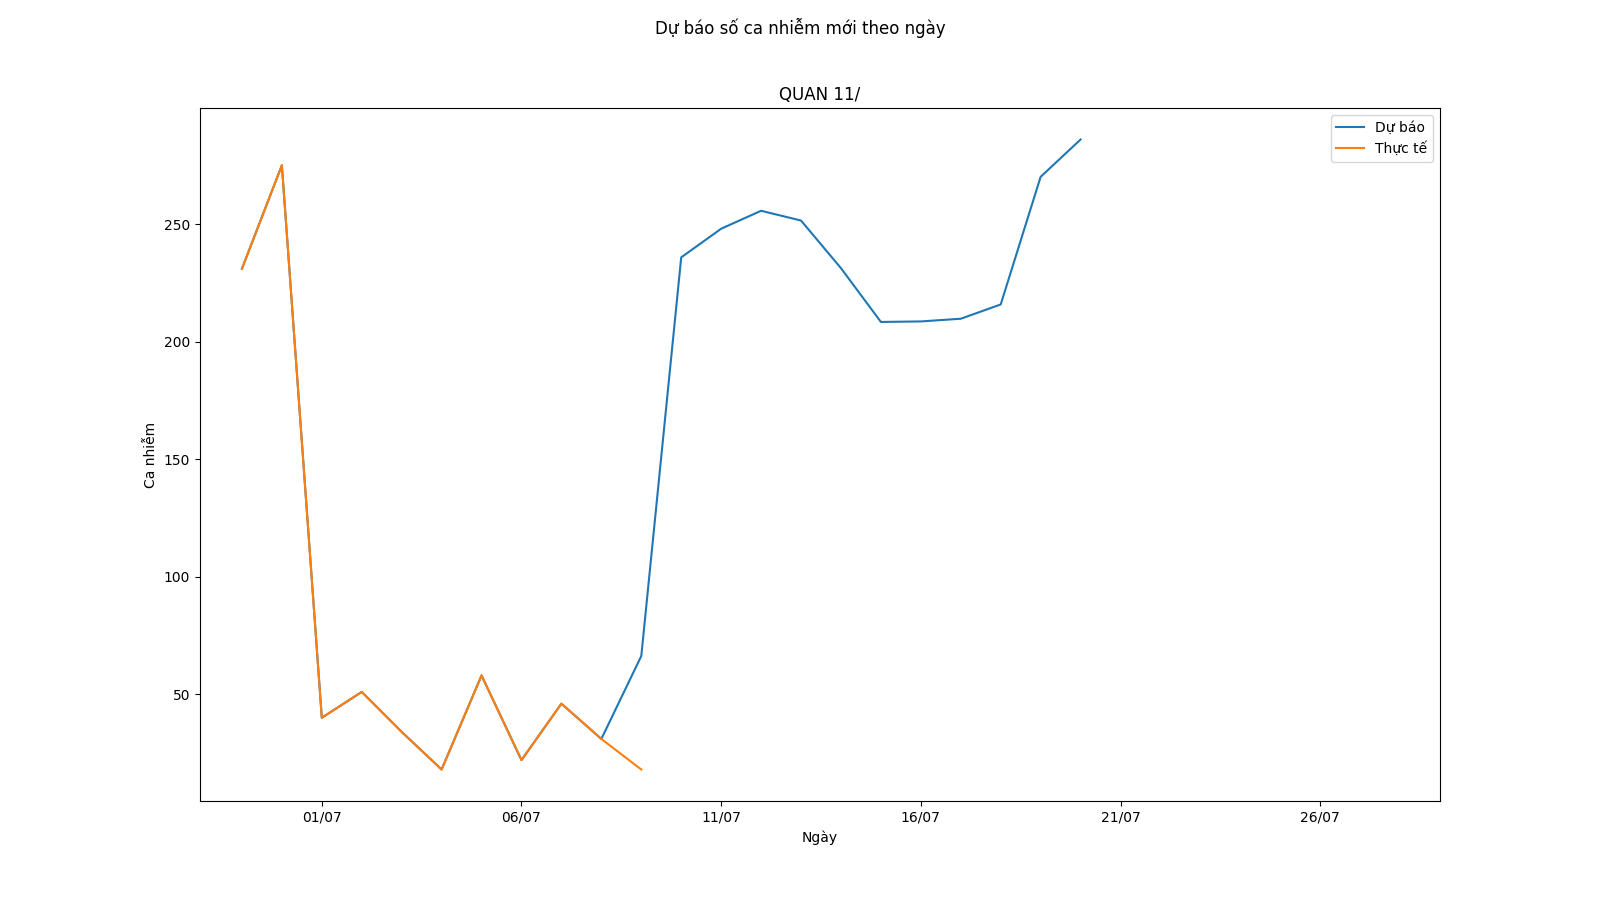 Dự báo số ca nhiễm mới theo ngày
QUAN 11/
Dự báo
Thực tế
250
200
150
100
50
Ca nhiễm
01/07
06/07
11/07
16/07
21/07
26/07
Ngày